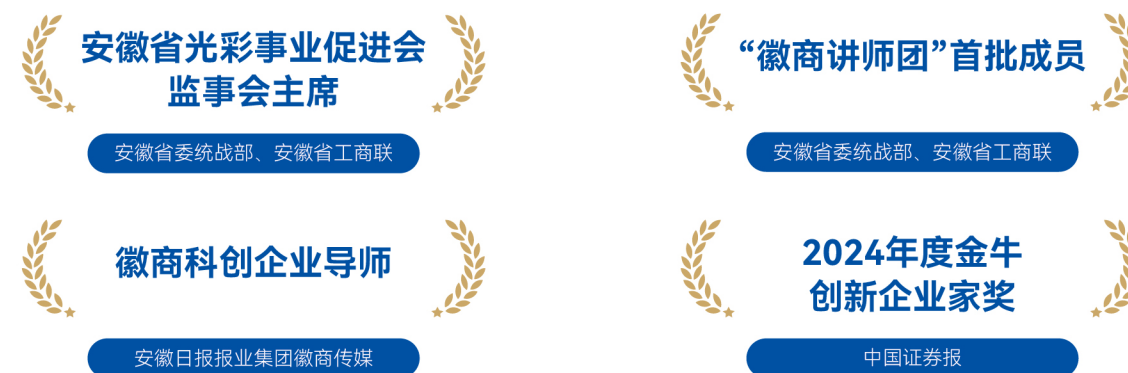 安徽省光彩事业促进会
监事会主席
安徽省委统战部、安徽省工商联
“徽商讲师团”首批成员
安徽省委统战部、安徽省工商联
徽商科创企业导师
安徽日报报业集团徽商传媒
2024年度金牛
创新企业家奖
中国证券报